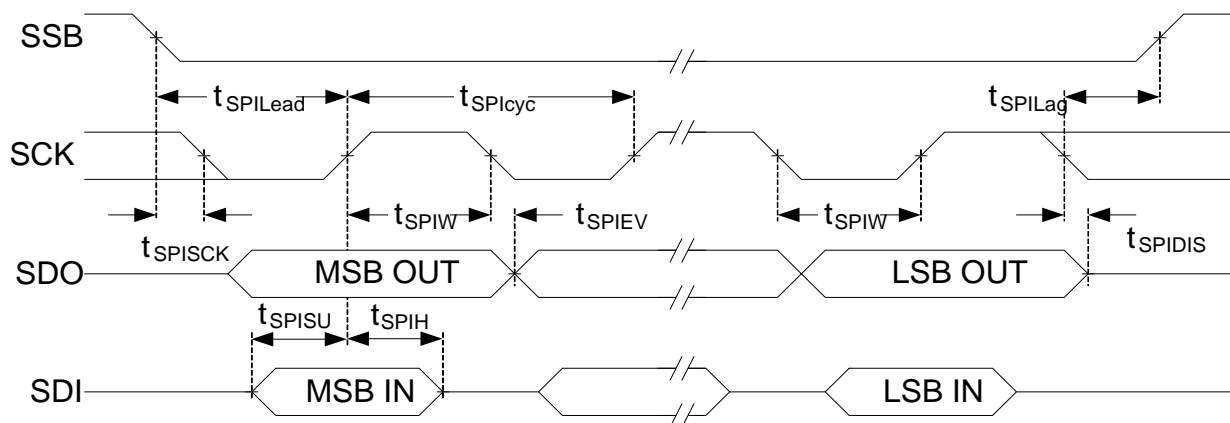 SSB
tSPILead tSPIcyc tSPILag
SCK
tSPIW tSPIEV tSPIW
tSPISCK tSPIDIS
SDO MSB OUT LSB OUT
tSPISU tSPIH
SDI MSB IN LSB IN